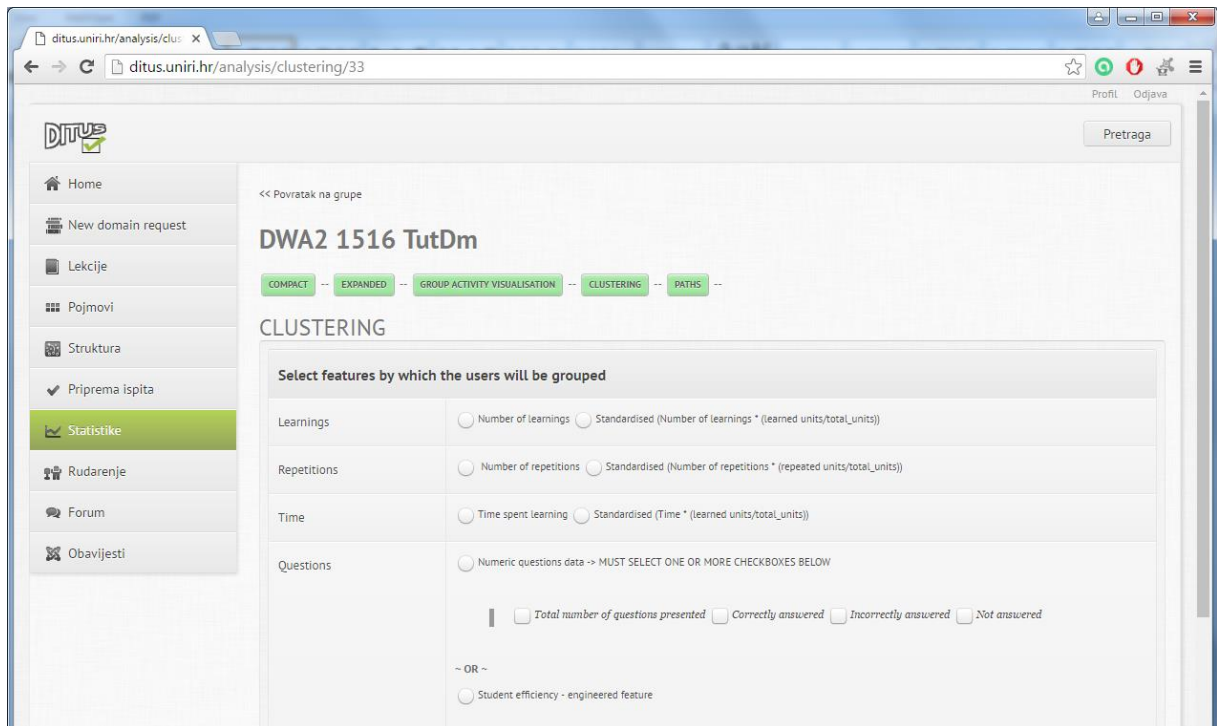 ditus.uniri.hr/analysis/clus
ditus.uniri.hr/analysis/clustering/33
Profil Odjava
DITUS
Pretraga
Home
New domain request
Lekcije
Pojmovi
Struktura
Priprema ispita
Statistike
Rudarenje
Forum
Obavijesti
<< Povratak na grupe
DWA2 1516 TutDm
COMPACT -- EXPANDED -- GROUP ACTIVITY VISUALISATION -- CLUSTERING -- PATHS --
CLUSTERING
Select features by which the users will be grouped
Learnings Number of learnings Standardised (Number of learnings * (learned units/total_units))
Repetitions Number of repetitions Standardised (Number of repetitions * (repeated units/total_units))
Time Time spent learning Standardised (Time * (learned units/total_units))
Questions Numeric questions data -> MUST SELECT ONE OR MORE CHECKBOXES BELOW
Total number of questions presented Correctly answered Incorrectly answered Not answered
~ OR ~
Student efficiency - engineered feature